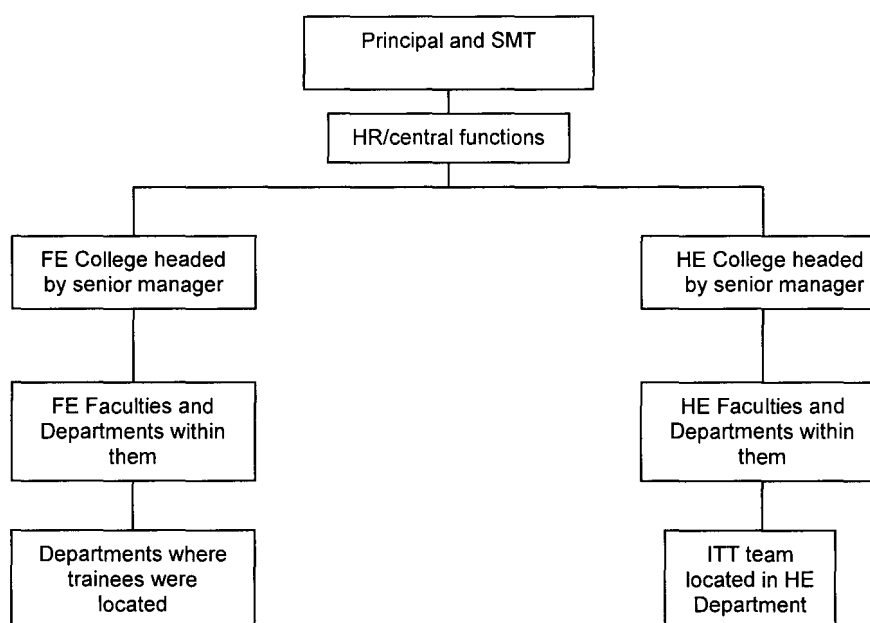 Principal and SMT
HR/central functions
FE College headed
by senior manager
HE College headed
by senior manager
FE Faculties and
Departments within
them
HE Faculties and
Departments within
them
Departments where
trainees were
located
ITT team
located in HE
Department